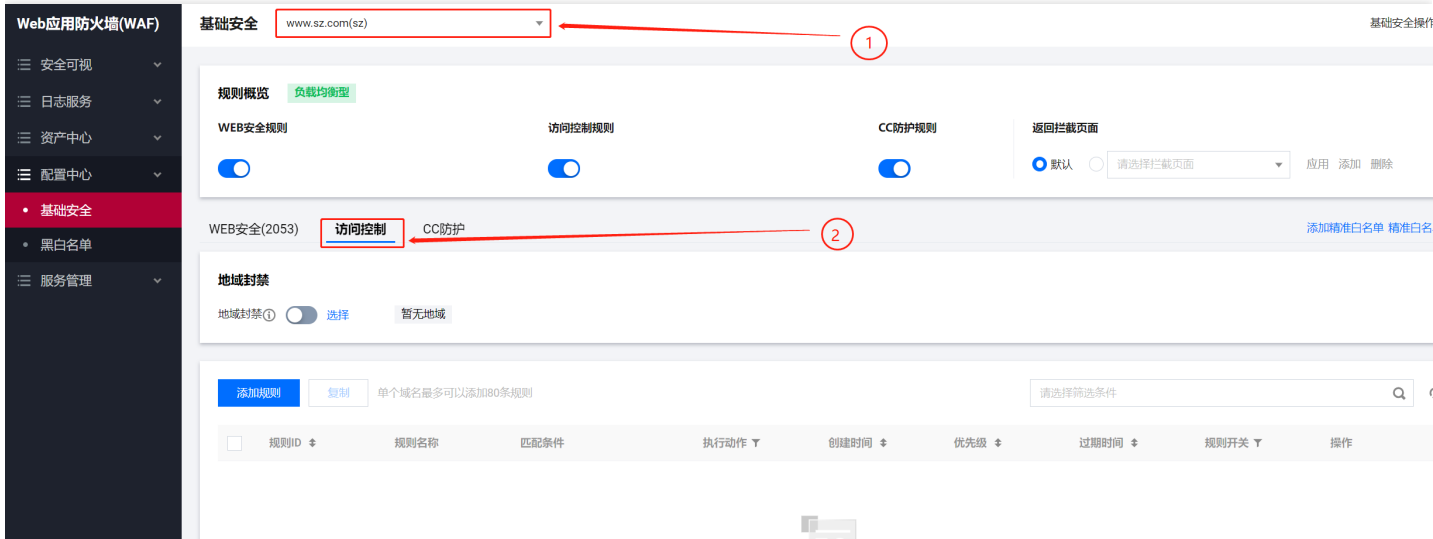 Web应用防火墙(WAF)
基础安全 www.sz.com(sz) 基础安全操作
1
安全可视
日志服务
资产中心
配置中心
基础安全
黑白名单
服务管理
规则概览 负载均衡型
WEB安全规则 访问控制规则 CC防护规则 返回拦截页面
默认 请选择拦截页面 应用 添加 删除
WEB安全(2053) 访问控制 CC防护 2 添加精准白名单 精准白名
地域封禁
地域封禁 选择 暂无地域
添加规则 复制 单个域名最多可以添加80条规则 请选择筛选条件
规则ID 规则名称 匹配条件 执行动作 创建时间 优先级 过期时间 规则开关 操作